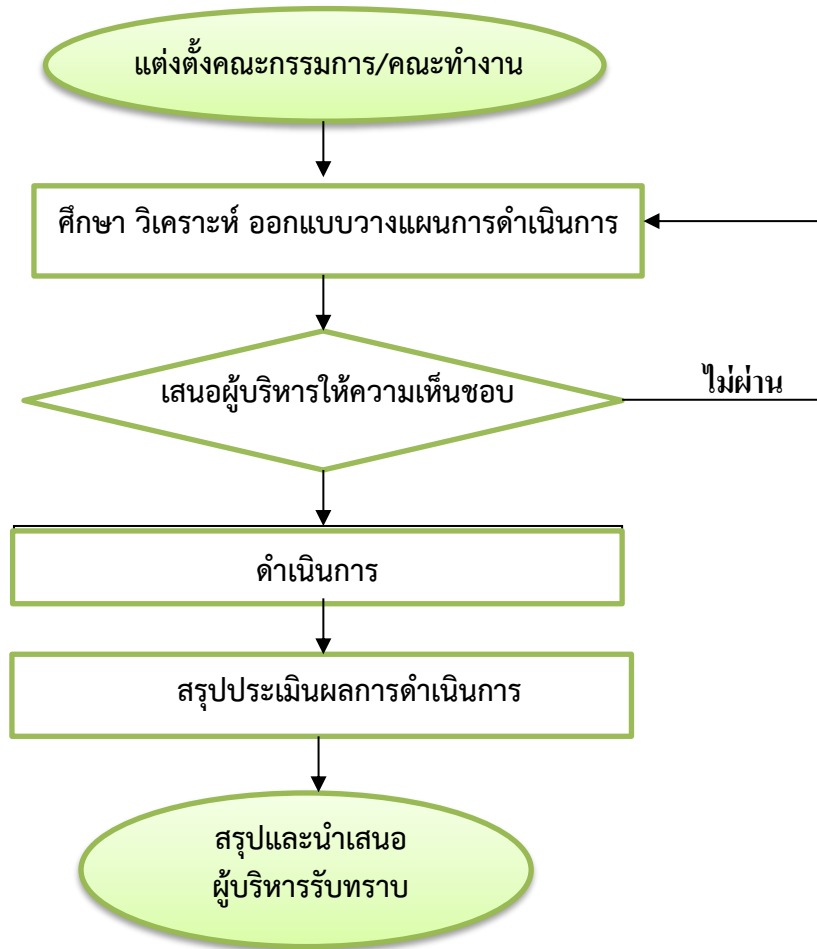 แต่งตั้งคณะกรรมการ/คณะทำงาน
ศึกษา วิเคราะห์ ออกแบบวางแผนการดำเนินการ
เสนอผู้บริหารให้ความเห็นชอบ
ไม่ผ่าน
ดำเนินการ
สรุปประเมินผลการดำเนินการ
สรุปและนำเสนอ
ผู้บริหารรับทราบ